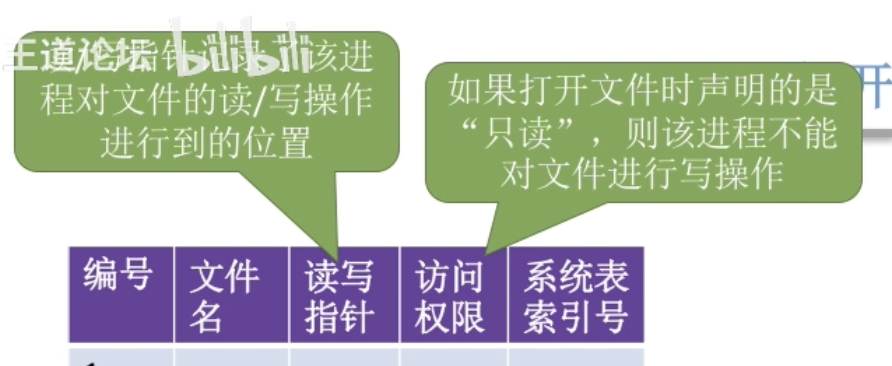 王道论坛 bilibili
读/写指针记录了该进
程对文件的读/写操作
进行到的位置
如果打开文件时声明的是
“只读”，则该进程不能
对文件进行写操作
开
编号
文件
名
读写
指针
访问
权限
系统表
索引号